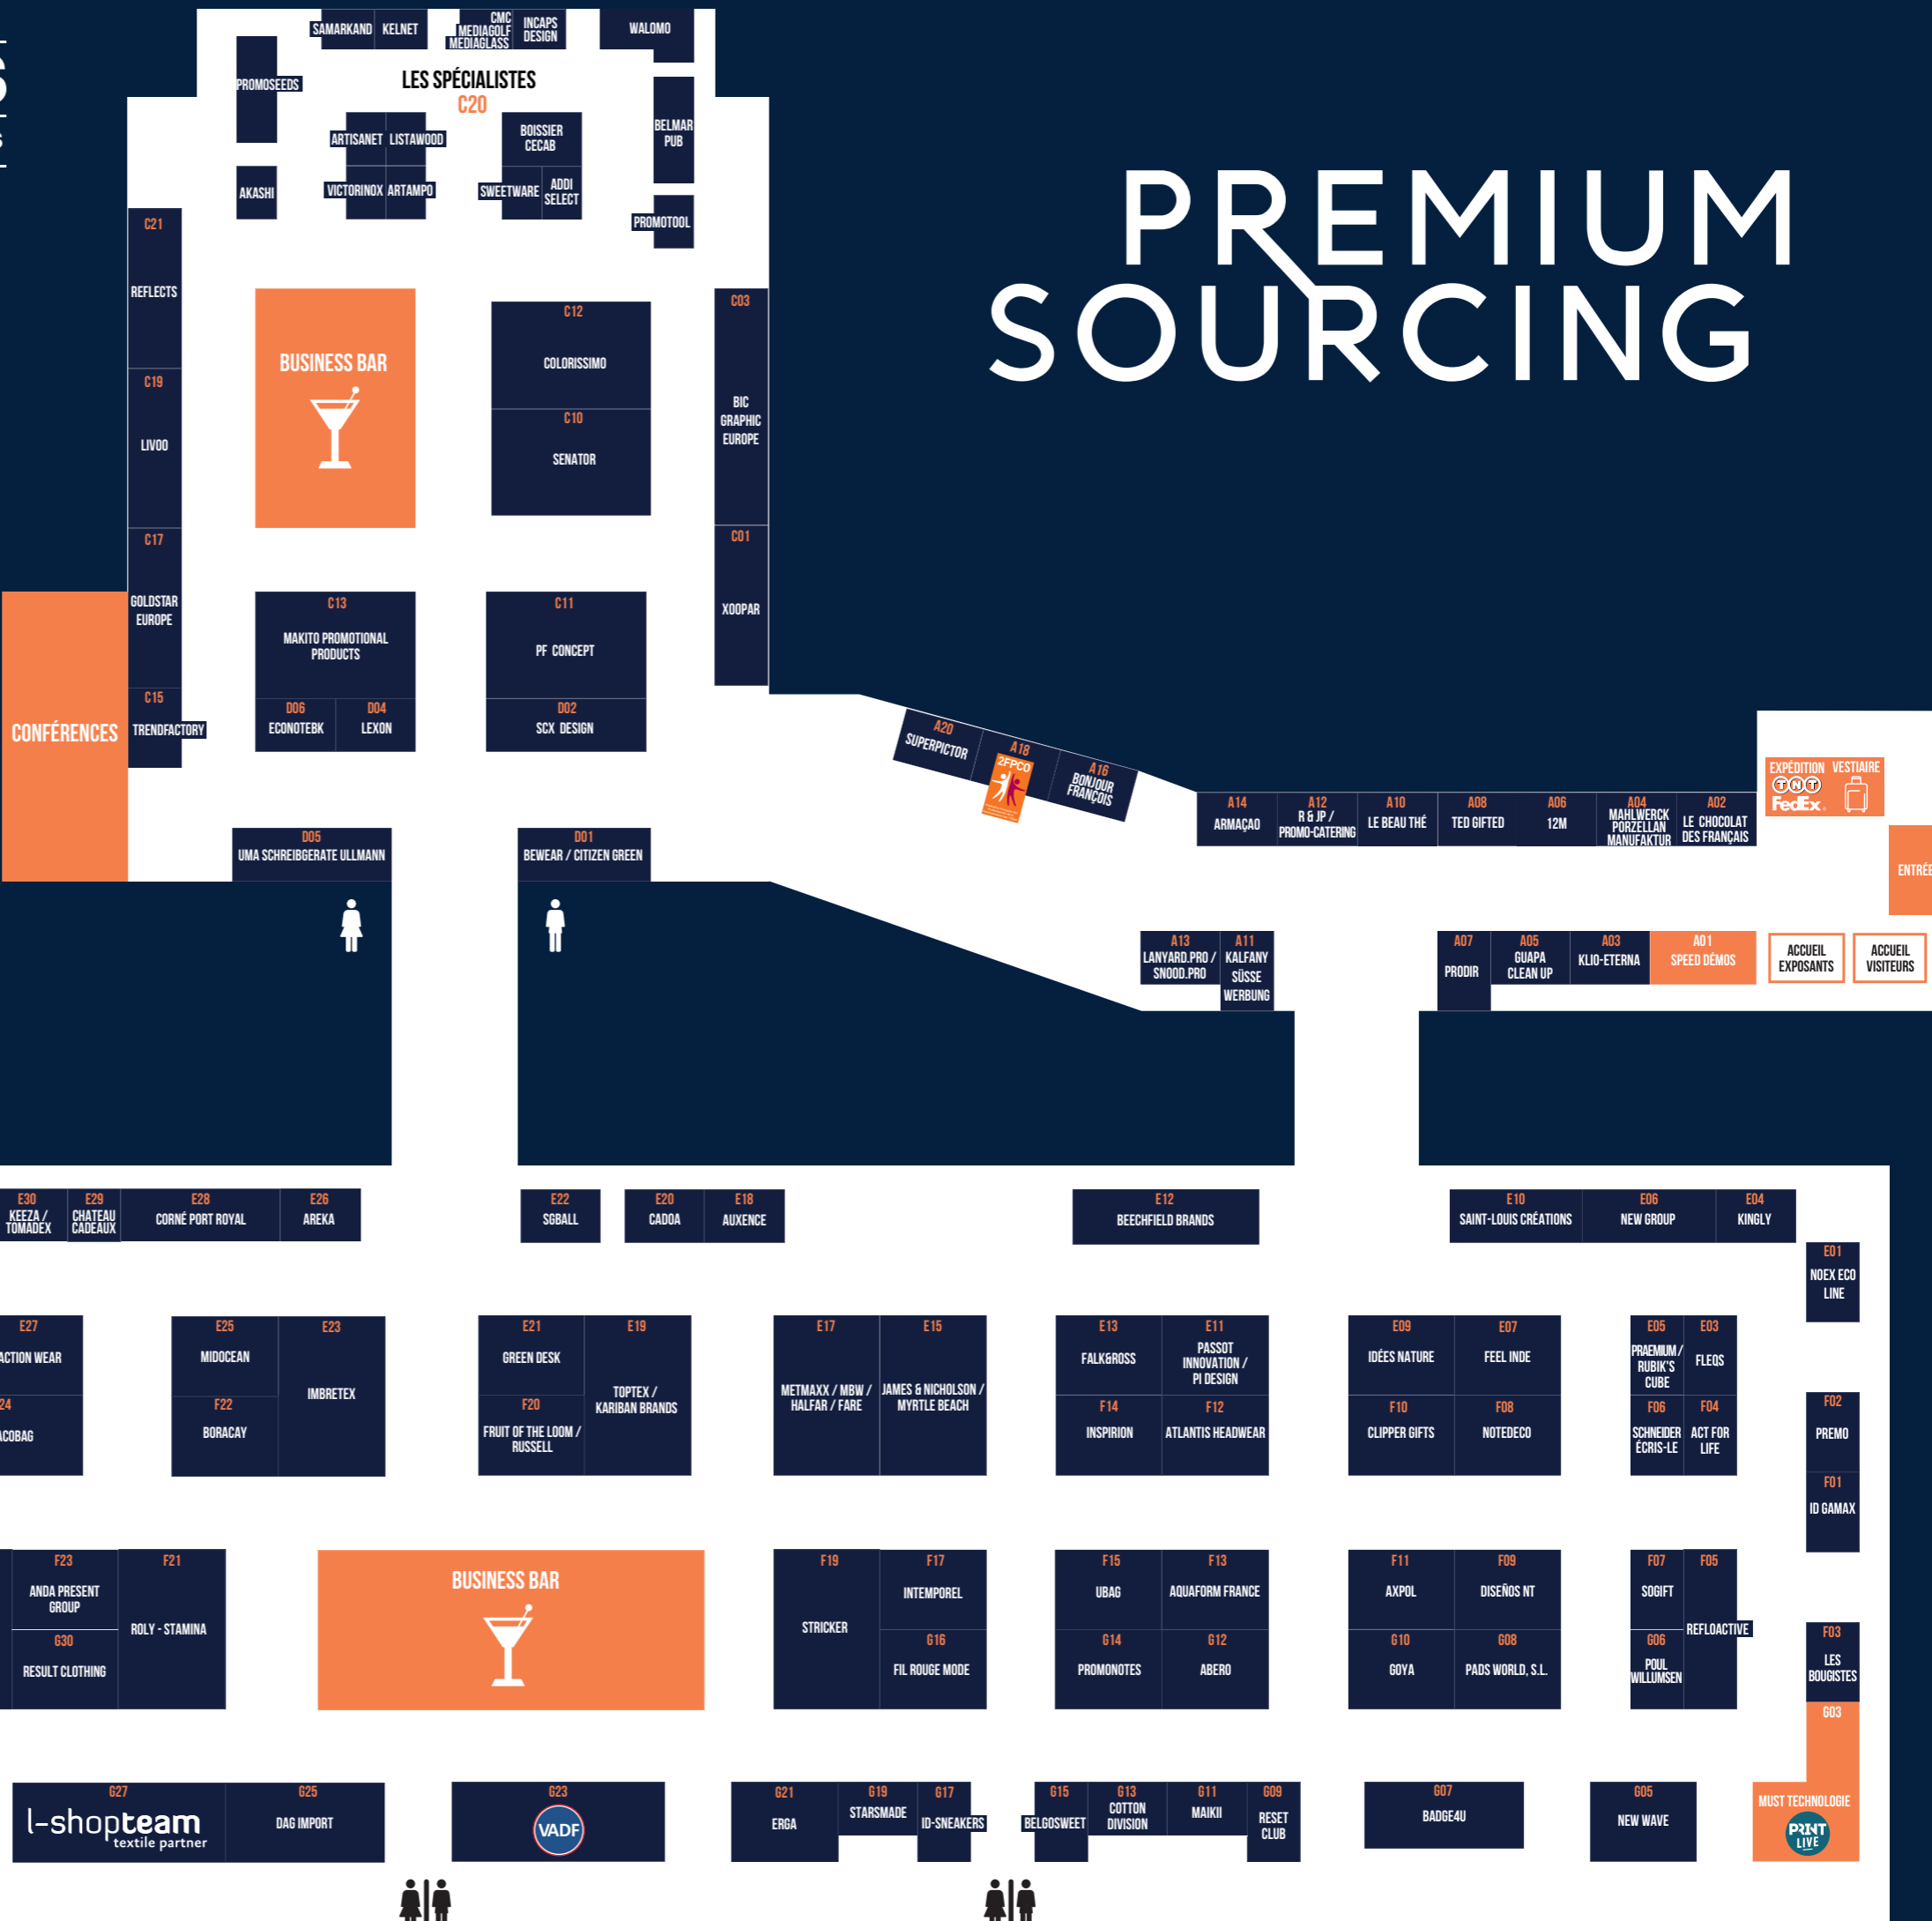 S
S
SAMARKAND
KELNET
CMC
MEDIAGOLF
MEDIAGLASS
INCAPS
DESIGN
WALOMO
PROMOSEEDS
LES SPÉCIALISTES
C20
ARTISANET
LISTAWOOD
BOISSIER
CECAB
BELMAR
PUB
AKASHI
VICTORINOX
ARTAMPO
SWEETWARE
ADDI
SELECT
PROMOTOOL
PREMIUM
SOURCING
C21
REFLECTS
C19
LIVOO
C17
GOLDSTAR
EUROPE
C15
TRENDFACTORY
CONFÉRENCES
BUSINESS BAR
C12
COLORISSIMO
C10
SENATOR
C03
BIC
GRAPHIC
EUROPE
C01
XOOPAR
C13
MAKITO PROMOTIONAL
PRODUCTS
D06
ECONOTEBK
D04
LEXON
C11
PF CONCEPT
D02
SCX DESIGN
D05
UMA SCHREIBGERATE ULLMANN
D01
BEWEAR / CITIZEN GREEN
A20
SUPERPICTOR
A18
2FPCO
A16
BONJOUR
FRANÇOIS
A14
ARMAÇAO
A12
R & JP /
PROMO-CATERING
A10
LE BEAU THÉ
A08
TED GIFTED
A06
12M
A04
MAHLWERCK
PORZELLAN
MANUFAKTUR
A02
LE CHOCOLAT
DES FRANÇAIS
EXPÉDITION
TNT
FedEx
VESTIAIRE
ENTRÉE
A13
LANYARD.PRO /
SNOOD.PRO
A11
KALFANY
SÜSSE
WERBUNG
A07
PRODIR
A05
GUAPA
CLEAN UP
A03
KLIO-ETERNA
A01
SPEED DÉMOS
ACCUEIL
EXPOSANTS
ACCUEIL
VISITEURS
E30
KEEZA /
TOMADEX
E29
CHATEAU
CADEAUX
E28
CORNÉ PORT ROYAL
E26
AREKA
E22
SGBALL
E20
CADOA
E18
AUXENCE
E12
BEECHFIELD BRANDS
E10
SAINT-LOUIS CRÉATIONS
E06
NEW GROUP
E04
KINGLY
E01
NOEX ECO
LINE
E27
ACTION WEAR
24
ACOBAG
E25
MIDOCEAN
F22
BORACAY
E23
IMBRETEX
E21
GREEN DESK
F20
FRUIT OF THE LOOM /
RUSSELL
E19
TOPTEX /
KARIBAN BRANDS
E17
METMAXX / MBW /
HALFAR / FARE
E15
JAMES & NICHOLSON /
MYRTLE BEACH
E13
FALK&ROSS
F14
INSPIRION
E11
PASSOT
INNOVATION /
PI DESIGN
F12
ATLANTIS HEADWEAR
E09
IDÉES NATURE
F10
CLIPPER GIFTS
E07
FEEL INDE
F08
NOTEDECO
E05
PRAEMIUM /
RUBIK'S
CUBE
E03
FLEQS
F06
SCHNEIDER
ÉCRIS-LE
F04
ACT FOR
LIFE
F02
PREMO
F01
ID GAMAX
F23
ANDA PRESENT
GROUP
G30
RESULT CLOTHING
F21
ROLY - STAMINA
BUSINESS BAR
F19
STRICKER
F17
INTEMPOREL
G16
FIL ROUGE MODE
F15
UBAG
G14
PROMONOTES
F13
AQUAFORM FRANCE
G12
ABERO
F11
AXPOL
G10
GOYA
F09
DISEÑOS NT
G08
PADS WORLD, S.L.
F07
SOGIFT
G06
POUL
WILLUMSEN
F05
REFLOACTIVE
F03
LES
BOUGISTES
G03
MUST TECHNOLOGIE
PRINT
LIVE
G27
l-shopteam
textile partner
G25
DAG IMPORT
G23
VADF
G21
ERGA
G19
STARSMADE
G17
ID-SNEAKERS
G15
BELGOSWEET
G13
COTTON
DIVISION
G11
MAIKII
G09
RESET
CLUB
G07
BADGE4U
G05
NEW WAVE